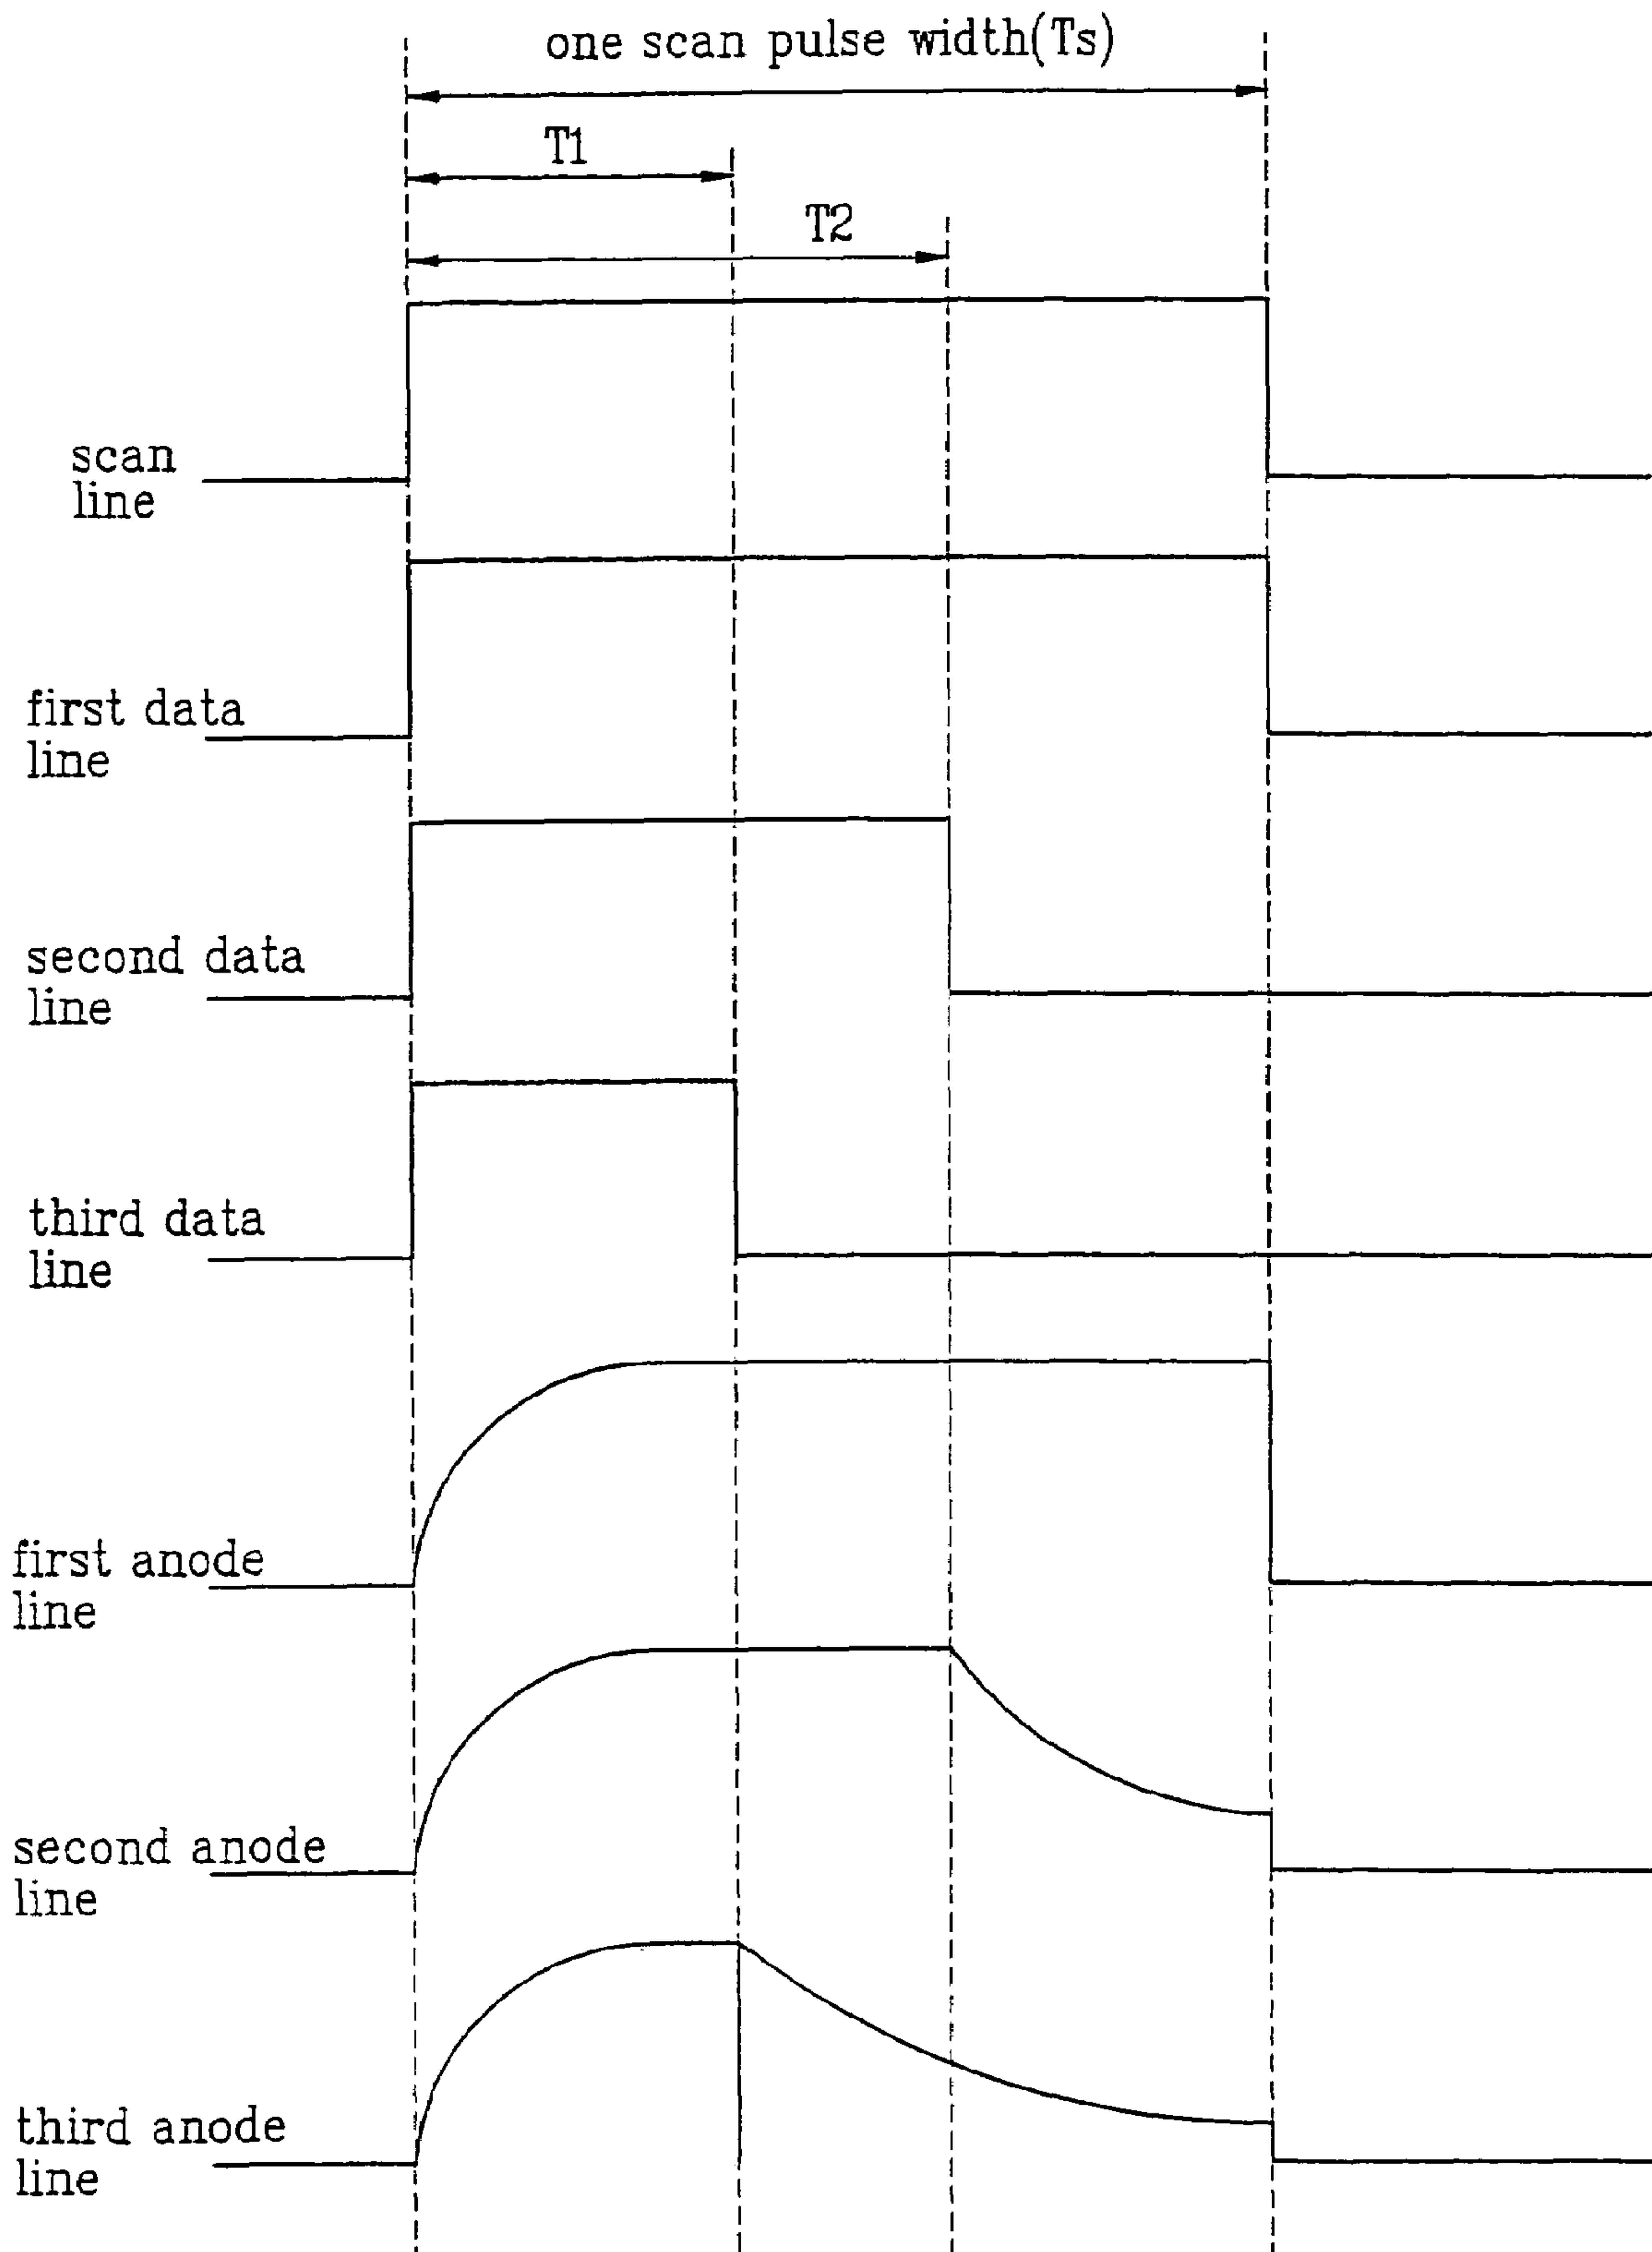 one scan pulse width(Ts)
T1
T2
scan
line
first data
line
second data
line
third data
line
first anode
line
second anode
line
third anode
line